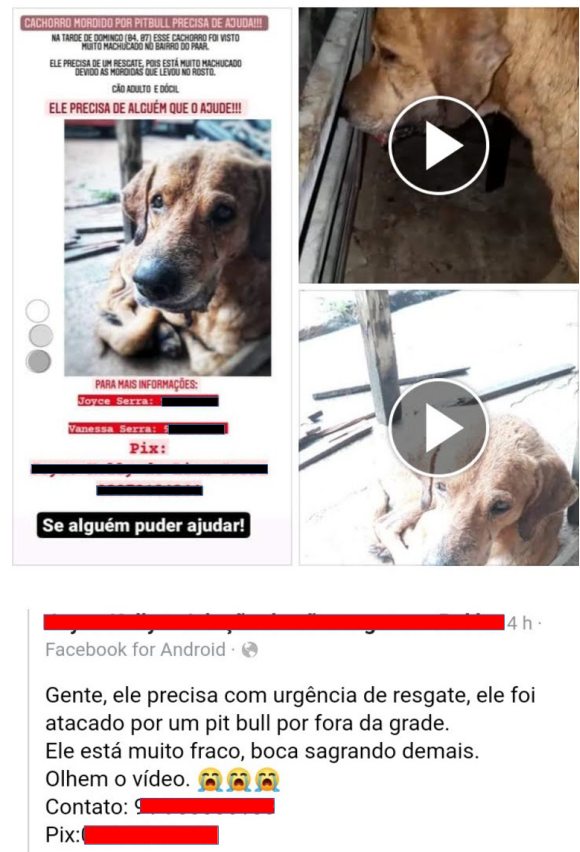 CACHORRO MORDIDO POR PITBULL PRECISA DE AJUDA!!!
NA TARDE DE DOMINGO (04. 07) ESSE CACHORRO FOI VISTO
MUITO MACHUCADO NO BAIRRO DO PAAR.
ELE PRECISA DE UM RESGATE, POIS ESTÁ MUITO MACHUCADO
DEVIDO AS MORDIDAS QUE LEVOU NO ROSTO.
CÃO ADULTO E DÓCIL
ELE PRECISA DE ALGUÉM QUE O AJUDE!!!
PARA MAIS INFORMAÇÕES:
Joyce Serra:
Vanessa Serra: 9
Pix:
Se alguém puder ajudar!
4 h ·
Facebook for Android ·
Gente, ele precisa com urgência de resgate, ele foi
atacado por um pit bull por fora da grade.
Ele está muito fraco, boca sagrando demais.
Olhem o vídeo. 😭😭😭
Contato: 9
Pix: